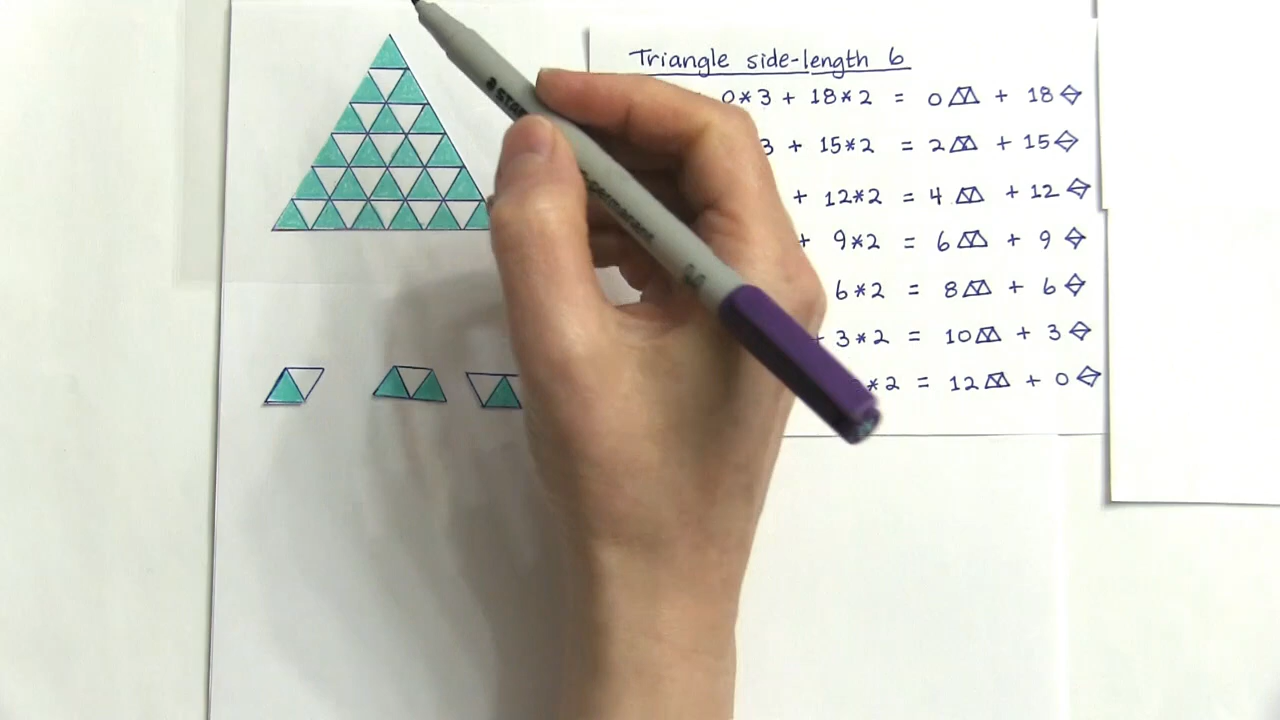 Triangle side-length 6
0*3 + 18*2 = 0 + 18
3 + 15*2 = 2 + 15
+ 12*2 = 4 + 12
+ 9*2 = 6 + 9
6*2 = 8 + 6
+ 3*2 = 10 + 3
*2 = 12 + 0